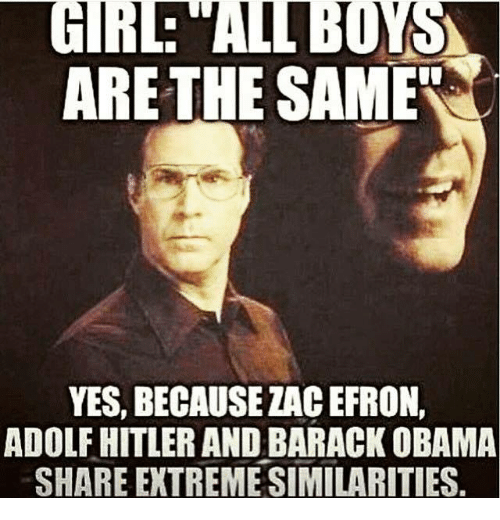 GIRL: "ALL BOYS
ARE THE SAME"
YES, BECAUSE ZAC EFRON,
ADOLF HITLER AND BARACK OBAMA
SHARE EXTREME SIMILARITIES.